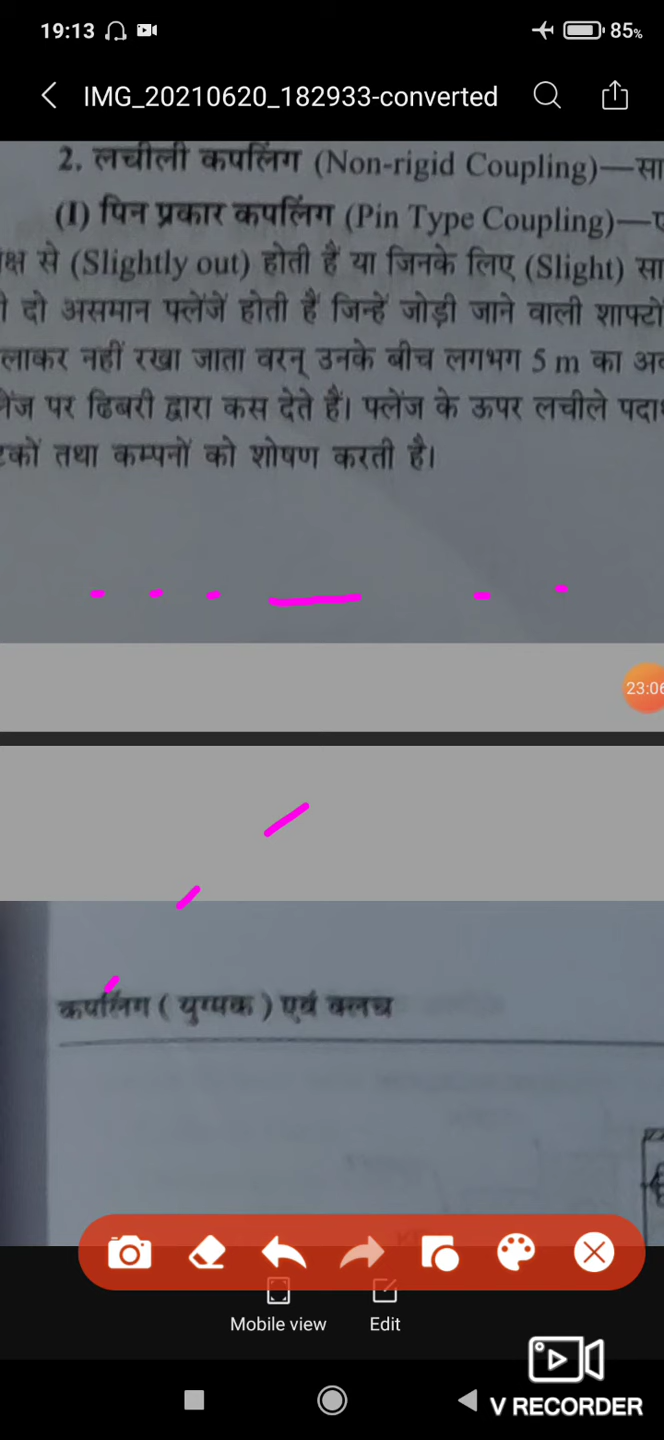 19:13 85%
IMG_20210620_182933-converted
2. लचीली कपलिंग (Non-rigid Coupling)—सा
(I) पिन प्रकार कपलिंग (Pin Type Coupling)—ए
क्ष से (Slightly out) होती हैं या जिनके लिए (Slight) सा
ी दो असमान फ्लेंजें होती हैं जिन्हें जोड़ी जाने वाली शाफ्टो
लाकर नहीं रखा जाता वरन् उनके बीच लगभग 5 m का अव
लेंज पर ढिबरी द्वारा कस देते हैं। फ्लेंज के ऊपर लचीले पदा
टकों तथा कम्पनों को शोषण करती है।
23:06
कपलिंग ( युग्मक ) एवं क्लच
Mobile view Edit
V RECORDER